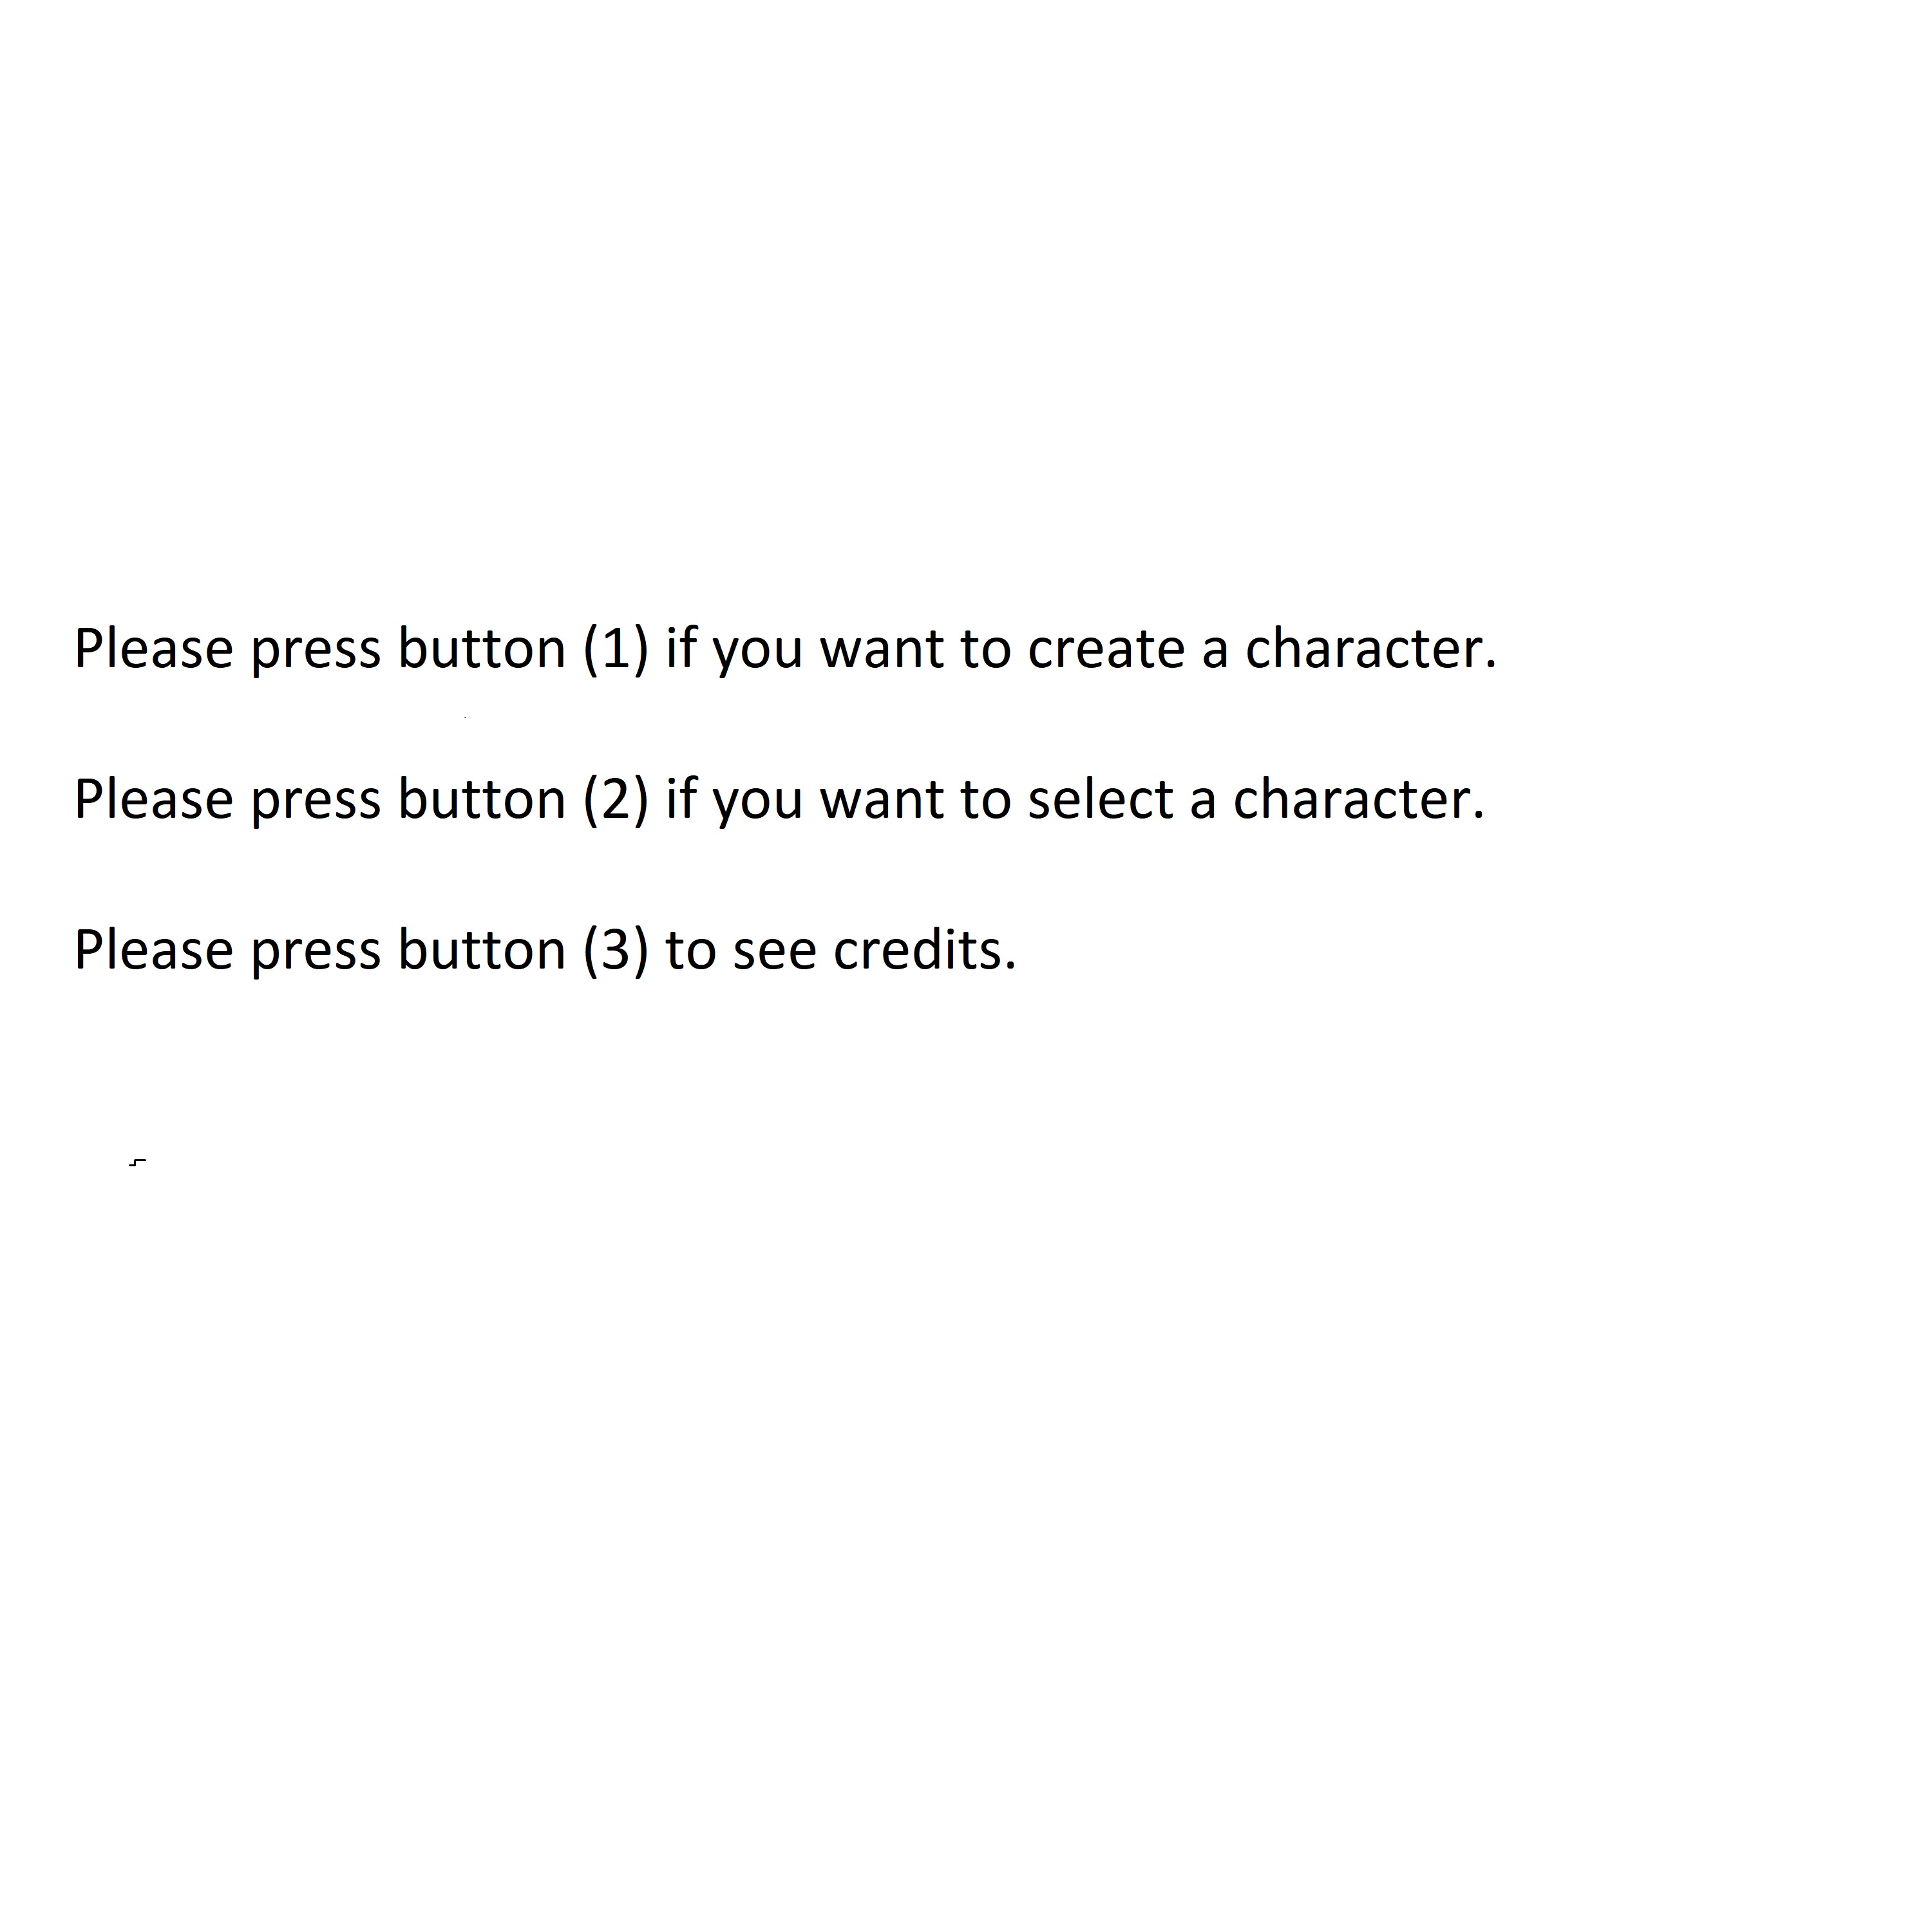 Please press button (1) if you want to create a character.
Please press button (2) if you want to select a character.
Please press button (3) to see credits.